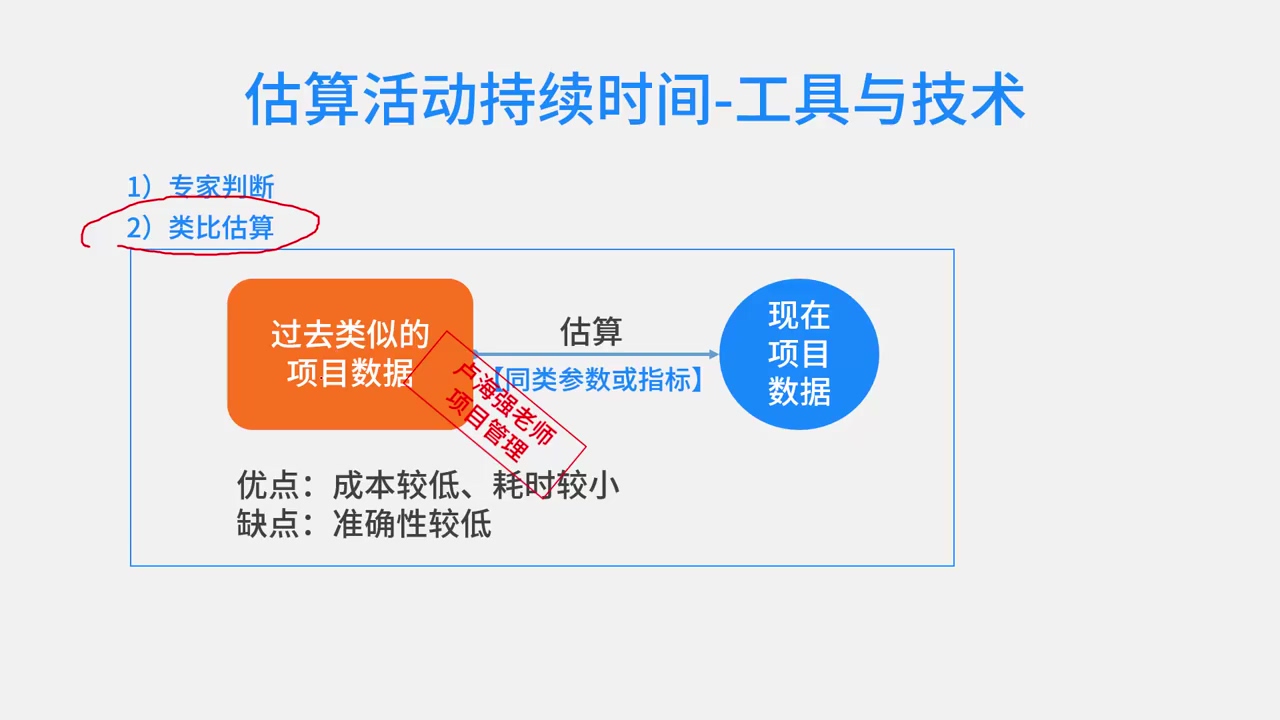 估算活动持续时间-工具与技术
1）专家判断
2）类比估算
过去类似的
项目数据
估算
【同类参数或指标】
现在
项目
数据
卢海强老师
项目管理
优点：成本较低、耗时较小
缺点：准确性较低